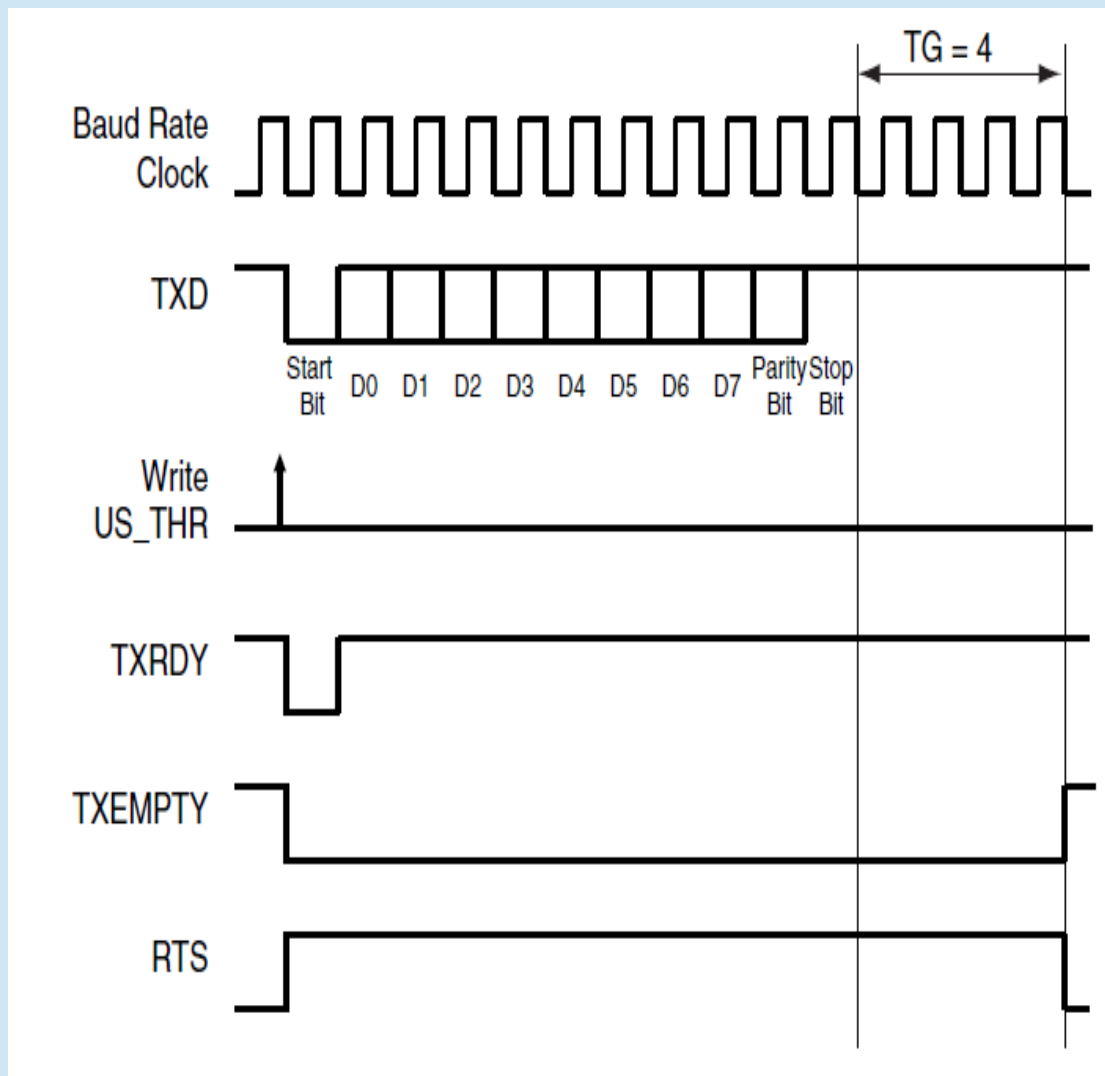 TG = 4
Baud Rate
Clock
TXD
Start
Bit
D0 D1 D2 D3 D4 D5 D6 D7
Parity
Bit
Stop
Bit
Write
US_THR
TXRDY
TXEMPTY
RTS